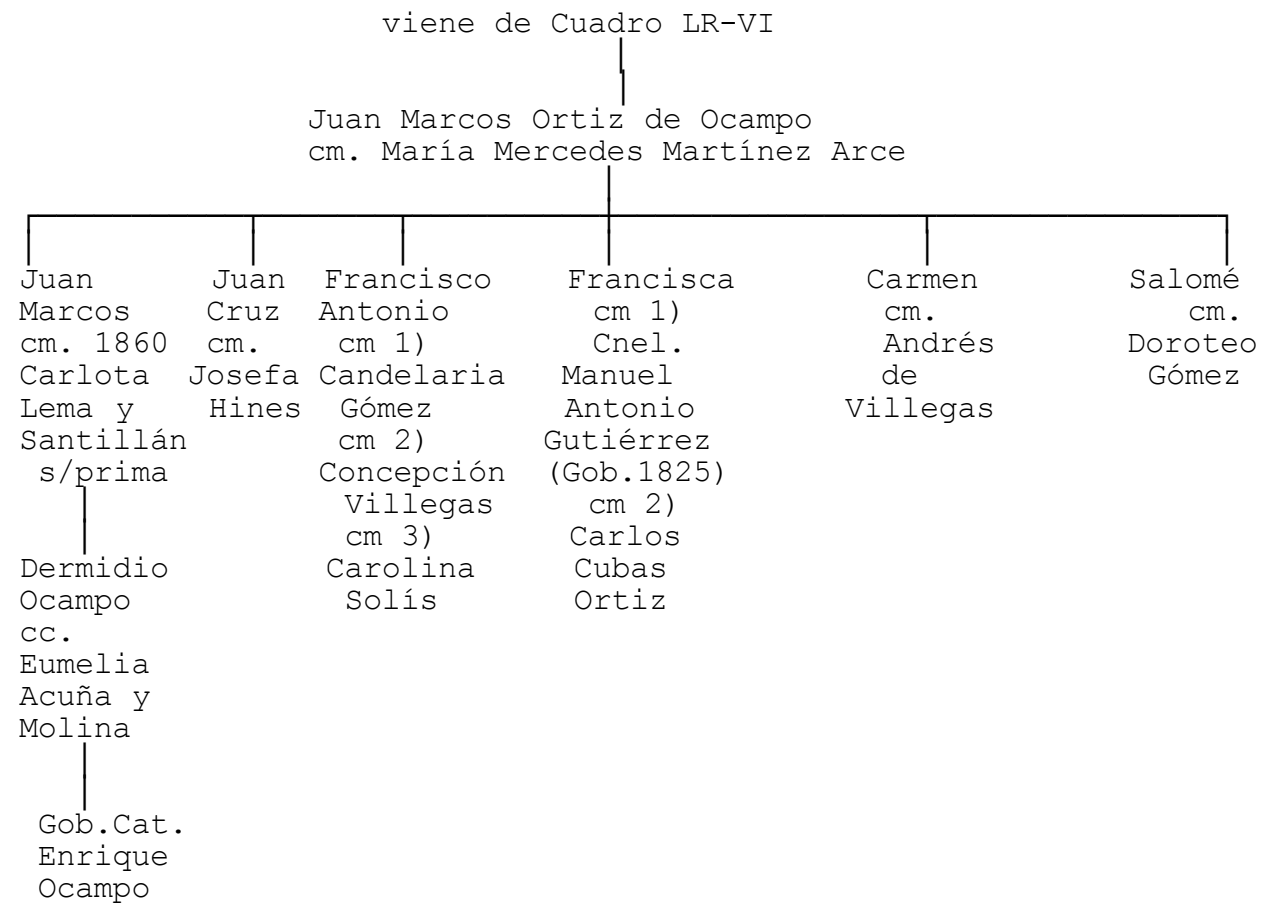 viene de Cuadro LR-VI
Juan Marcos Ortiz de Ocampo
cm. María Mercedes Martínez Arce
Juan
Marcos
cm. 1860
Carlota
Lema y
Santillán
s/prima
Dermidio
Ocampo
cc.
Eumelia
Acuña y
Molina
Gob.Cat.
Enrique
Ocampo
Juan
Cruz
cm.
Josefa
Hines
Francisco
Antonio
cm 1)
Candelaria
Gómez
cm 2)
Concepción
Villegas
cm 3)
Carolina
Solís
Francisca
cm 1)
Cnel.
Manuel
Antonio
Gutiérrez
(Gob.1825)
cm 2)
Carlos
Cubas
Ortiz
Carmen
cm.
Andrés
de
Villegas
Salomé
cm.
Doroteo
Gómez